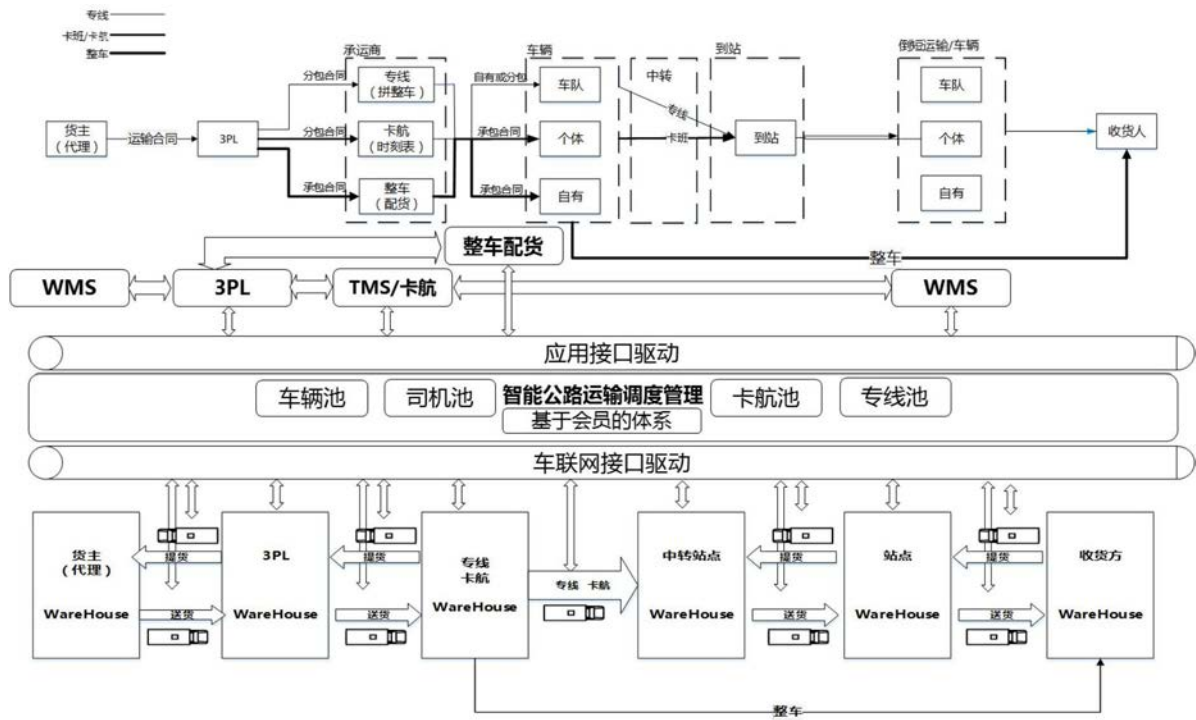 专线
卡班/卡航
整车
承运商
车辆
中转
到站
倒短运输/车辆
分包合同
专线
（拼整车）
自有或分包
车队
专线
车队
货主
（代理）
运输合同
3PL
分包合同
卡航
（时刻表）
承包合同
个体
卡班
到站
个体
收货人
承包合同
整车
（配货）
承包合同
自有
自有
整车
整车配货
WMS
3PL
TMS/卡航
WMS
应用接口驱动
车辆池
司机池
智能公路运输调度管理
卡航池
专线池
基于会员的体系
车联网接口驱动
货主
（代理）
WareHouse
提货
送货
3PL
WareHouse
提货
送货
专线
卡航
WareHouse
专线 卡航
中转站点
WareHouse
提货
送货
站点
WareHouse
提货
送货
收货方
WareHouse
整车